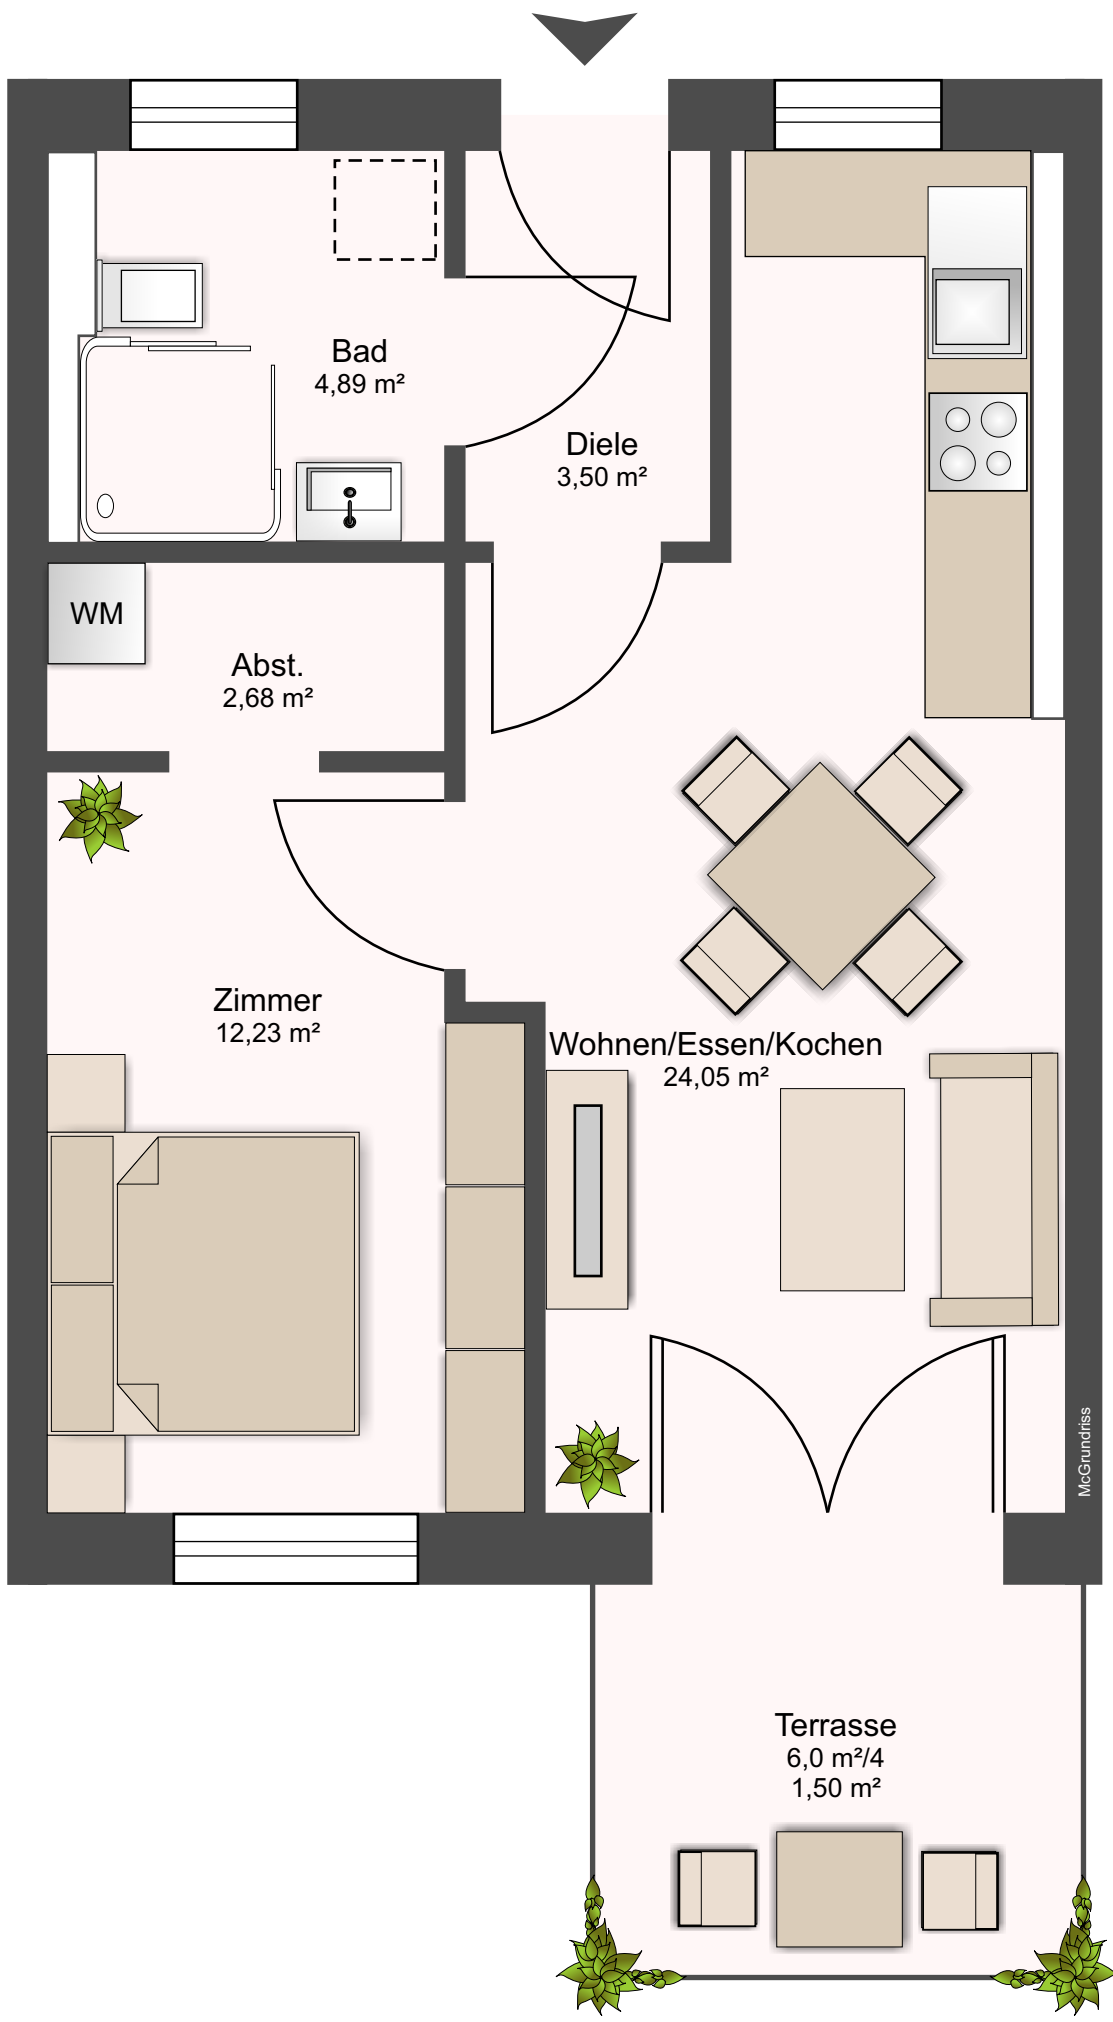 Bad
4,89 m²
Diele
3,50 m²
WM
Abst.
2,68 m²
Zimmer
12,23 m²
Wohnen/Essen/Kochen
24,05 m²
McGrundriss
Terrasse
6,0 m²/4
1,50 m²